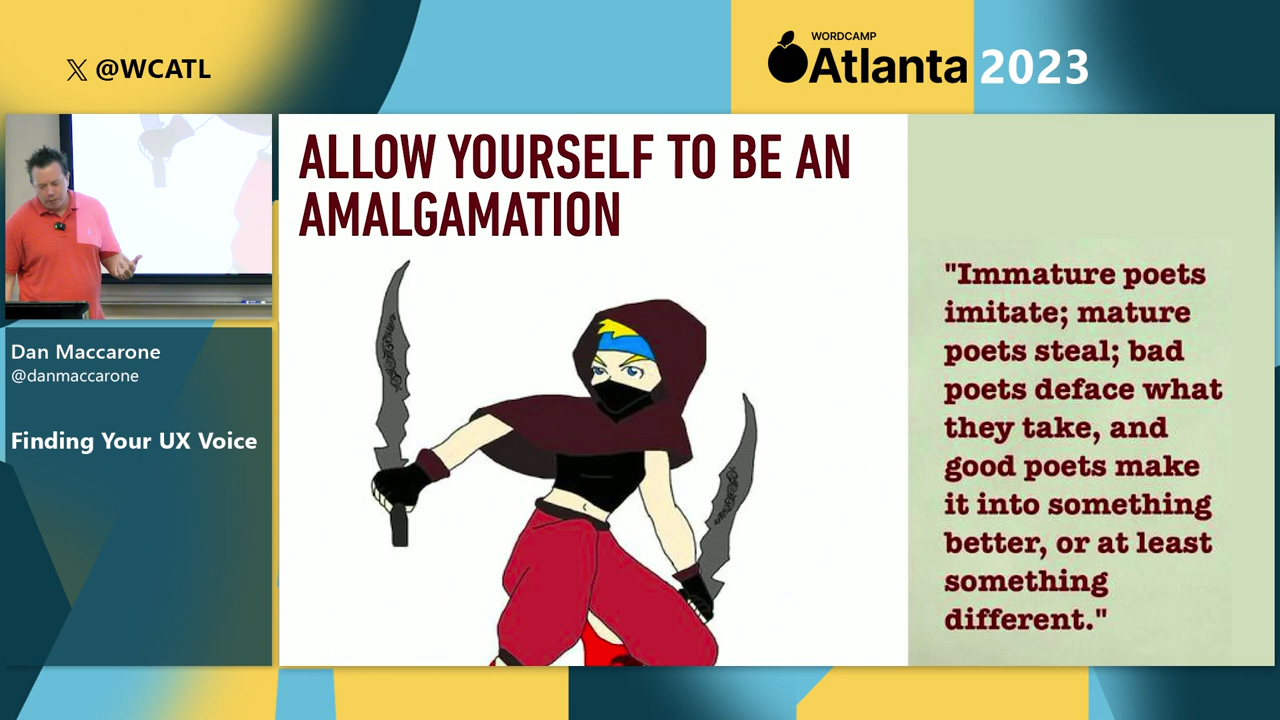 @WCATL
WORDCAMP
Atlanta 2023
Dan Maccarone
@danmaccarone
Finding Your UX Voice
ALLOW YOURSELF TO BE AN
AMALGAMATION
"Immature poets
imitate; mature
poets steal; bad
poets deface what
they take, and
good poets make
it into something
better, or at least
something
different."